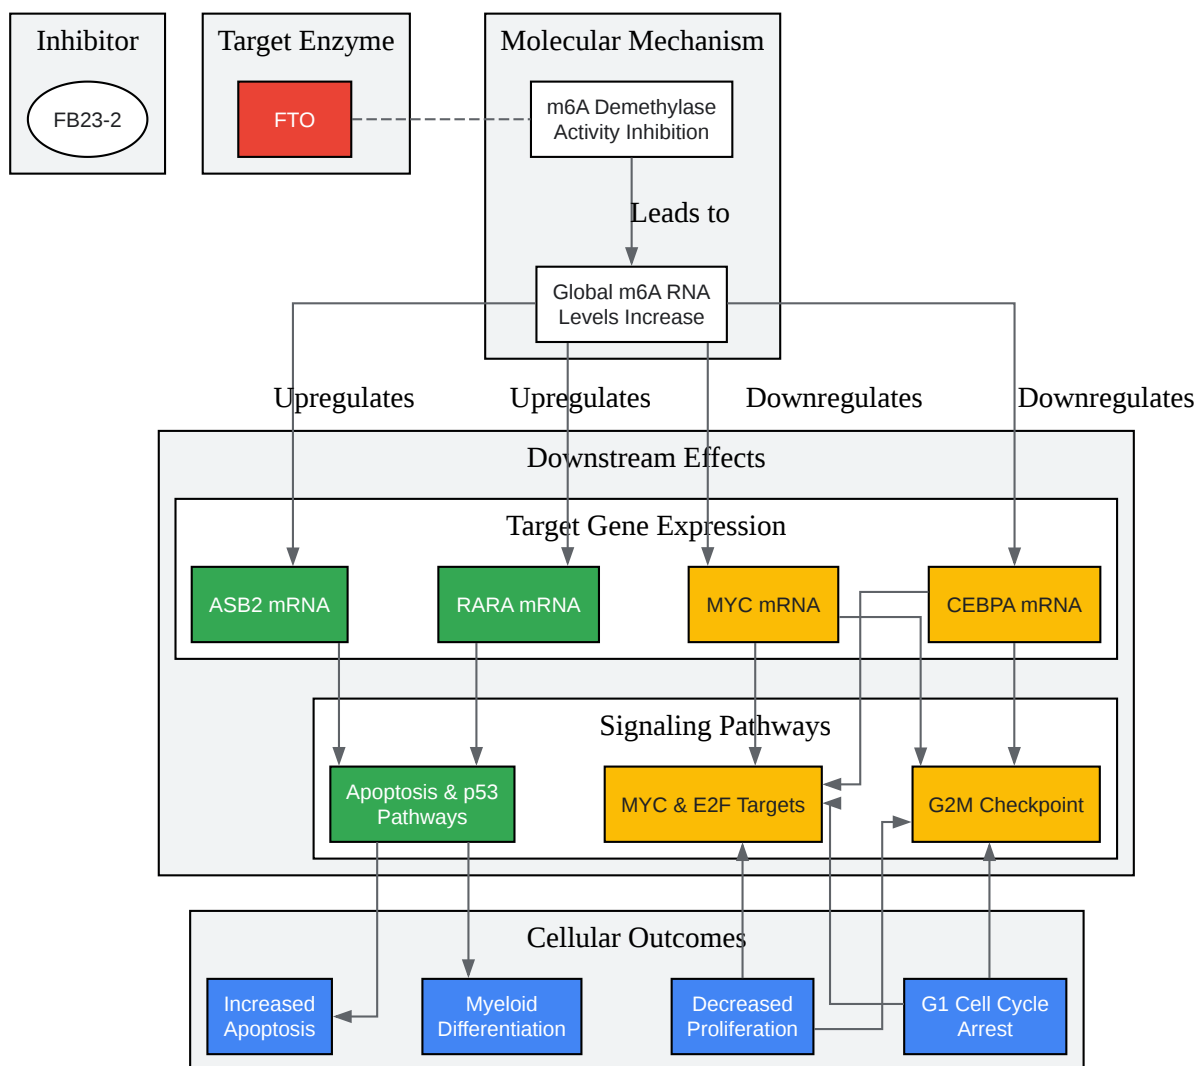 Inhibitor
Target Enzyme
Molecular Mechanism
FB23-2
FTO
m6A Demethylase
Activity Inhibition
Leads to
Global m6A RNA
Levels Increase
Upregulates
Upregulates
Downregulates
Downregulates
Downstream Effects
Target Gene Expression
ASB2 mRNA
RARA mRNA
MYC mRNA
CEBPA mRNA
Signaling Pathways
Apoptosis & p53
Pathways
MYC & E2F Targets
G2M Checkpoint
Cellular Outcomes
Increased
Apoptosis
Myeloid
Differentiation
Decreased
Proliferation
G1 Cell Cycle
Arrest